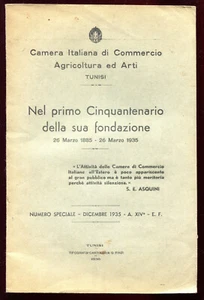 Camera Italiana di Commercio
Agricoltura ed Arti
TUNISI
Nel primo Cinquantenario
della sua fondazione
26 Marzo 1885 - 26 Marzo 1935
« L'Attività delle Camere di Commercio
Italiane all'Estero è poco appariscente
al gran pubblico ma è tanto più meritoria
perchè attività silenziosa. »
S. E. ASQUINI
NUMERO SPECIALE - DICEMBRE 1935 - A. XIV° - E. F.
TUNISI